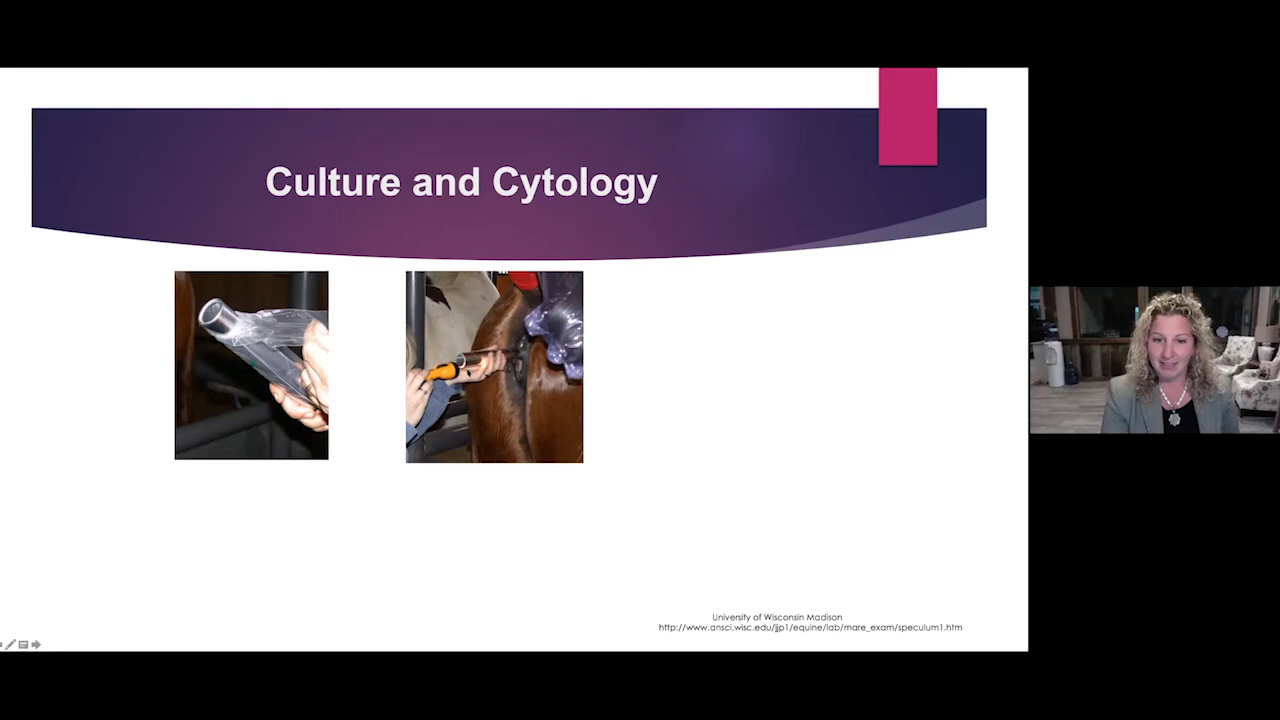 Culture and Cytology
University of Wisconsin Madison
http://www.ansci.wisc.edu/jjp1/equine/lab/mare_exam/speculum1.htm